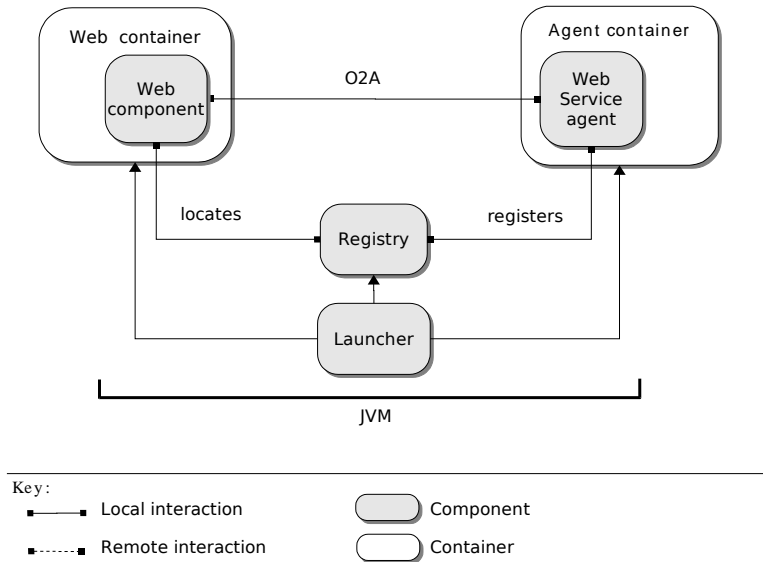 Web container
Agent container
Web
component
O2A
Web
Service
agent
locates
registers
Registry
Launcher
JVM
Key:
Local interaction
Component
Remote interaction
Container